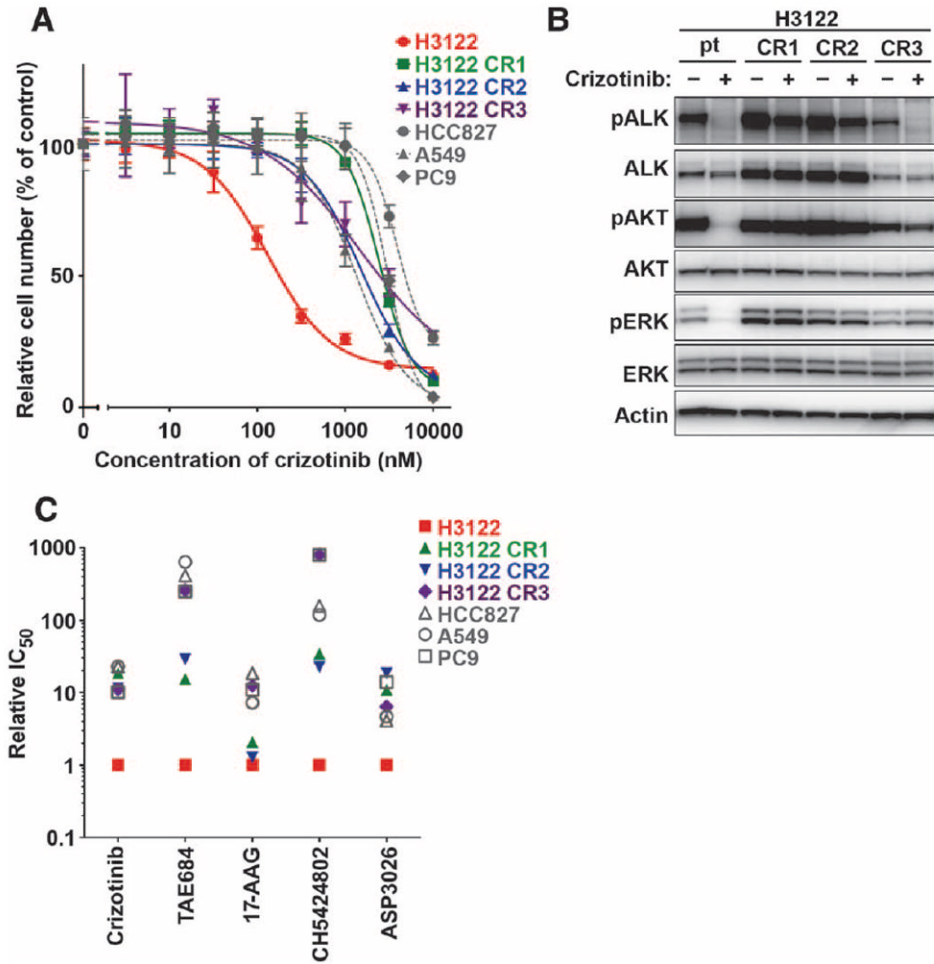 A
H3122
H3122 CR1
H3122 CR2
H3122 CR3
HCC827
A549
PC9
Relative cell number (% of control)
100
50
0
0 10 100 1000 10000
Concentration of crizotinib (nM)
B
H3122
pt CR1 CR2 CR3
Crizotinib: – + – + – + – +
pALK
ALK
pAKT
AKT
pERK
ERK
Actin
C
H3122
H3122 CR1
H3122 CR2
H3122 CR3
HCC827
A549
PC9
Relative IC50
1000
100
10
1
0.1
Crizotinib
TAE684
17-AAG
CH5424802
ASP3026